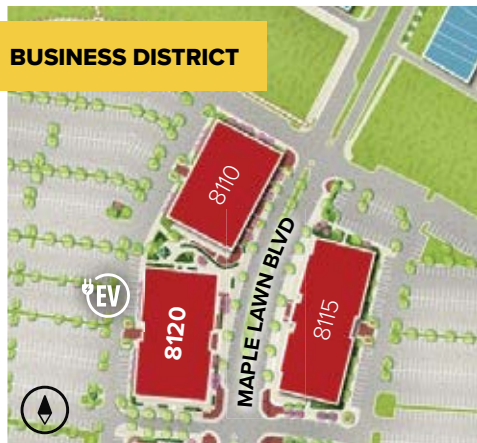 BUSINESS DISTRICT
8110
MAPLE LAWN BLVD
EV
8120
8115